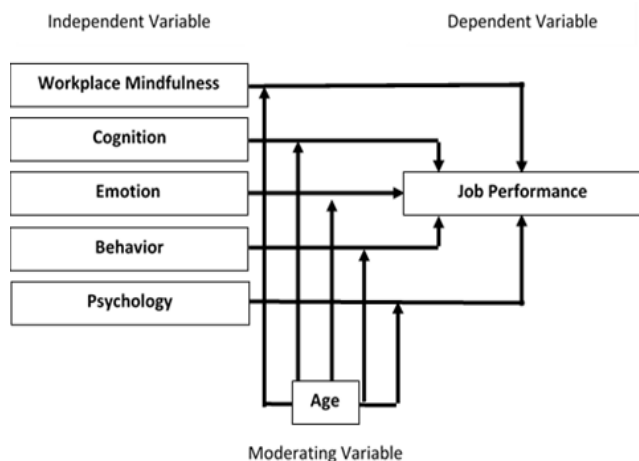 Independent Variable
Dependent Variable
Workplace Mindfulness
Cognition
Emotion
Job Performance
Behavior
Psychology
Age
Moderating Variable